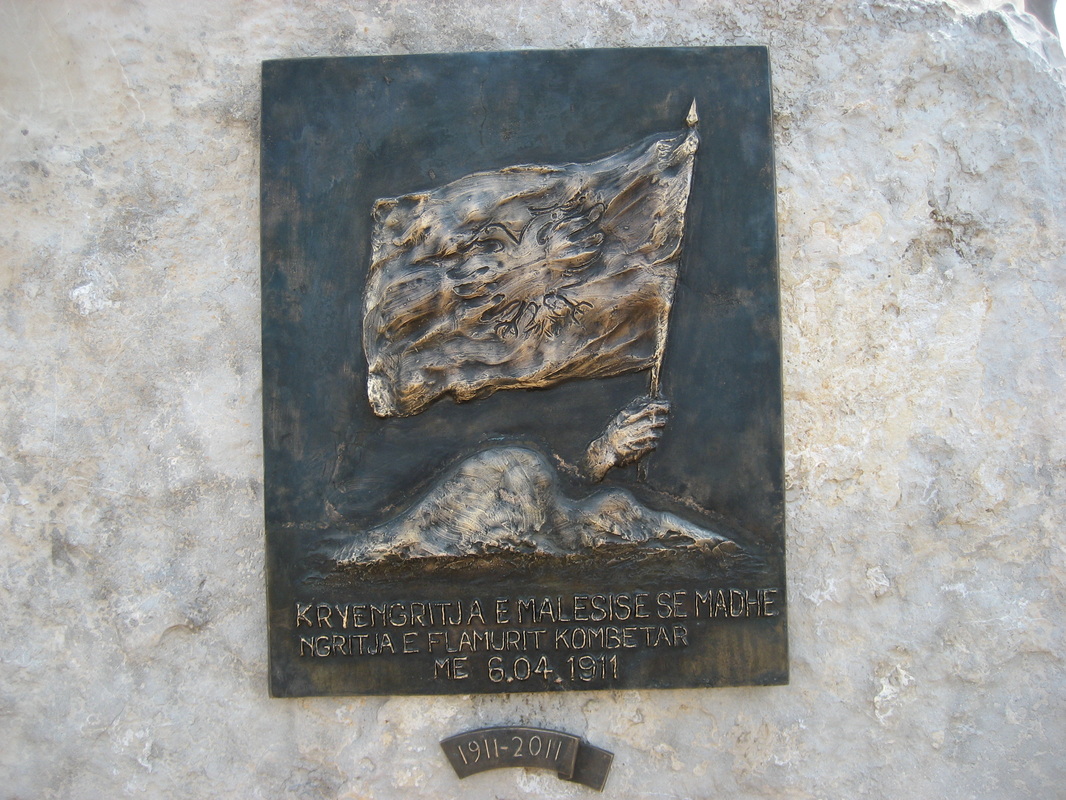 KRYENGRITJA E MALESISE SE MADHE
NGRITJA E FLAMURIT KOMBETAR
ME 6.04.1911
1911-2011